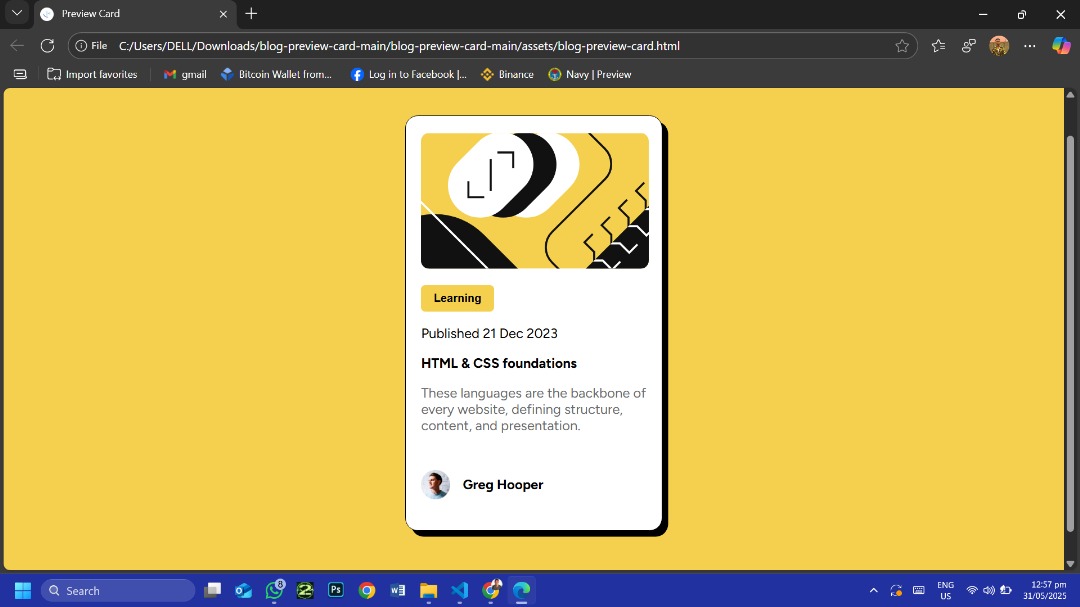 Preview Card
File
C:/Users/DELL/Downloads/blog-preview-card-main/blog-preview-card-main/assets/blog-preview-card.html
Import favorites
gmail
Bitcoin Wallet from...
Log in to Facebook |...
Binance
Navy | Preview
Learning
Published 21 Dec 2023
HTML & CSS foundations
These languages are the backbone of
every website, defining structure,
content, and presentation.
Greg Hooper
Search
8
2
Ps
W
ENG
US
12:57 pm
31/05/2025